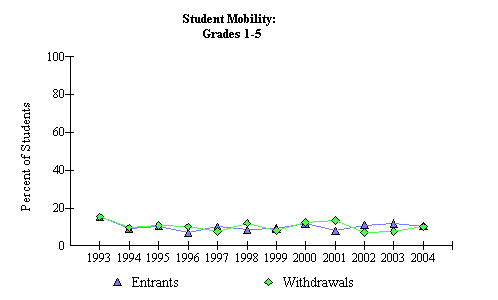 Student Mobility:
Grades 1-5
Percent of Students
100
80
60
40
20
0
1993 1994 1995 1996 1997 1998 1999 2000 2001 2002 2003 2004
Entrants Withdrawals